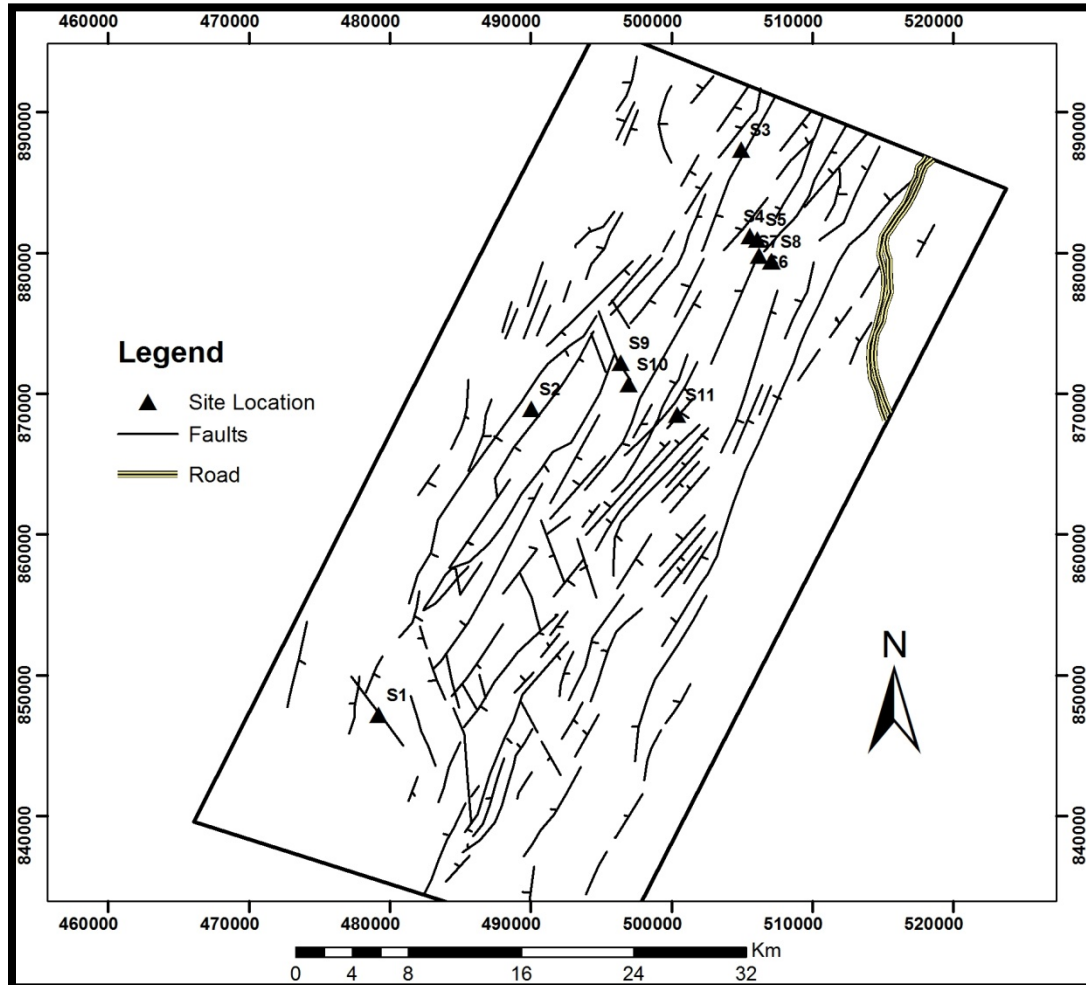 460000 470000 480000 490000 500000 510000 520000
890000 890000
S3
S4 S5
S7 S8
S6
880000 880000
Legend
S9
S10
S2
S11
Site Location
870000 870000
Faults
Road
860000 860000
N
S1
850000 850000
840000 840000
460000 470000 480000 490000 500000 510000 520000
Km
0 4 8 16 24 32